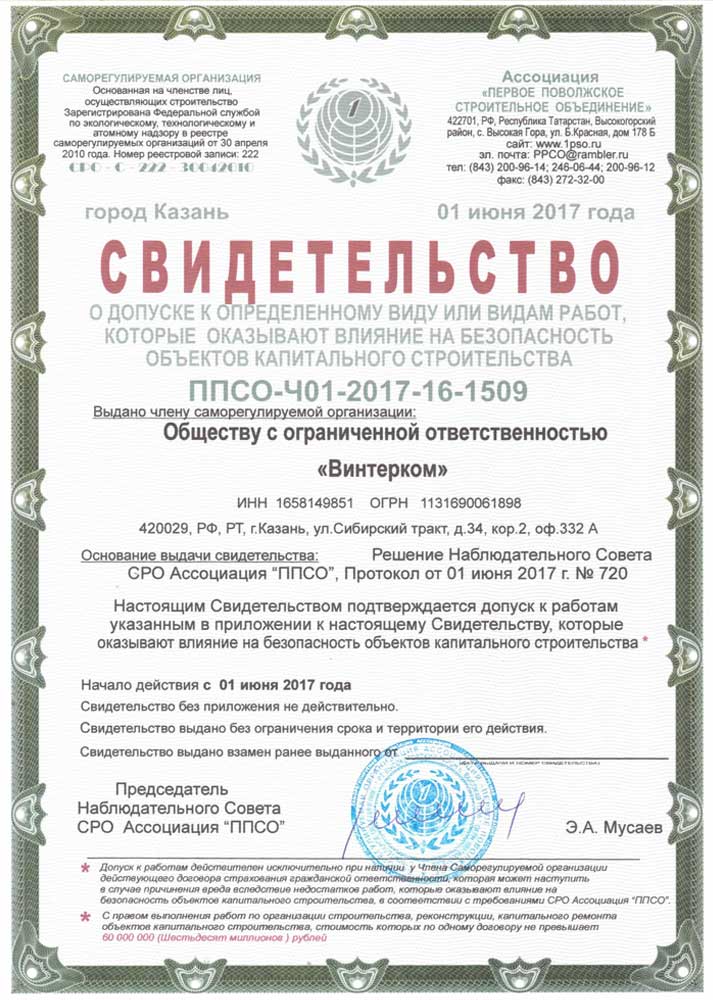 САМОРЕГУЛИРУЕМАЯ ОРГАНИЗАЦИЯ
Основанная на членстве лиц,
осуществляющих строительство
Зарегистрирована Федеральной службой
по экологическому, технологическому и
атомному надзору в реестре
саморегулируемых организаций от 30 апреля
2010 года. Номер реестровой записи: 222
СРО - С - 222 - 30042010
1
Ассоциация
«ПЕРВОЕ ПОВОЛЖСКОЕ
СТРОИТЕЛЬНОЕ ОБЪЕДИНЕНИЕ»
422701, РФ, Республика Татарстан, Высокогорский
район, с. Высокая Гора, ул. Б.Красная, дом 178 Б
сайт: www.1pso.ru
эл. почта: PPCO@rambler.ru
тел: (843) 200-96-14; 246-06-44; 200-96-12
факс: (843) 272-32-00
город Казань
01 июня 2017 года
СВИДЕТЕЛЬСТВО
О ДОПУСКЕ К ОПРЕДЕЛЕННОМУ ВИДУ ИЛИ ВИДАМ РАБОТ,
КОТОРЫЕ ОКАЗЫВАЮТ ВЛИЯНИЕ НА БЕЗОПАСНОСТЬ
ОБЪЕКТОВ КАПИТАЛЬНОГО СТРОИТЕЛЬСТВА
ППСО-Ч01-2017-16-1509
Выдано члену саморегулируемой организации:
Обществу с ограниченной ответственностью
«Винтерком»
ИНН 1658149851 ОГРН 1131690061898
420029, РФ, РТ, г.Казань, ул.Сибирский тракт, д.34, кор.2, оф.332 А
Основание выдачи свидетельства: Решение Наблюдательного Совета
СРО Ассоциация “ППСО”, Протокол от 01 июня 2017 г. № 720
Настоящим Свидетельством подтверждается допуск к работам
указанным в приложении к настоящему Свидетельству, которые
оказывают влияние на безопасность объектов капитального строительства *
Начало действия с 01 июня 2017 года
Свидетельство без приложения не действительно.
Свидетельство выдано без ограничения срока и территории его действия.
Свидетельство выдано взамен ранее выданного от
(ДАТА ВЫДАЧИ И НОМЕР СВИДЕТЕЛЬСТВА)
1
Председатель
Наблюдательного Совета
СРО Ассоциация “ППСО”
Э.А. Мусаев
* Допуск к работам действителен исключительно при наличии у Члена Саморегулируемой организации
действующего договора страхования гражданской ответственности, которая может наступить
в случае причинения вреда вследствие недостатков работ, которые оказывают влияние на
безопасность объектов капитального строительства, в соответствии с требованиями СРО Ассоциация “ППСО”.
* С правом выполнения работ по организации строительства, реконструкции, капитального ремонта
объектов капитального строительства, стоимость которых по одному договору не превышает
60 000 000 (Шестьдесят миллионов ) рублей